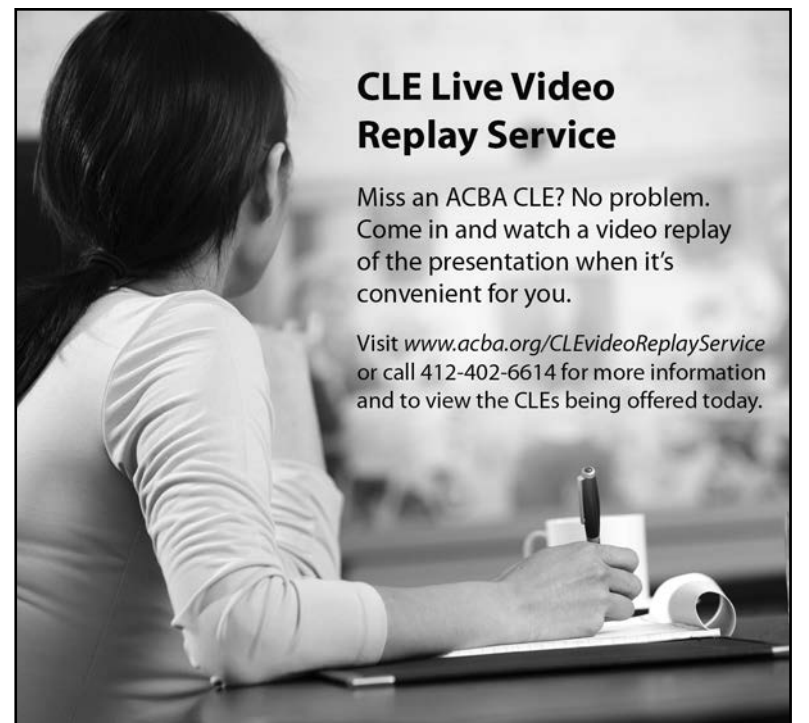 CLE Live Video
Replay Service
Miss an ACBA CLE? No problem.
Come in and watch a video replay
of the presentation when it's
convenient for you.
Visit www.acba.org/CLEvideoReplayService
or call 412-402-6614 for more information
and to view the CLEs being offered today.